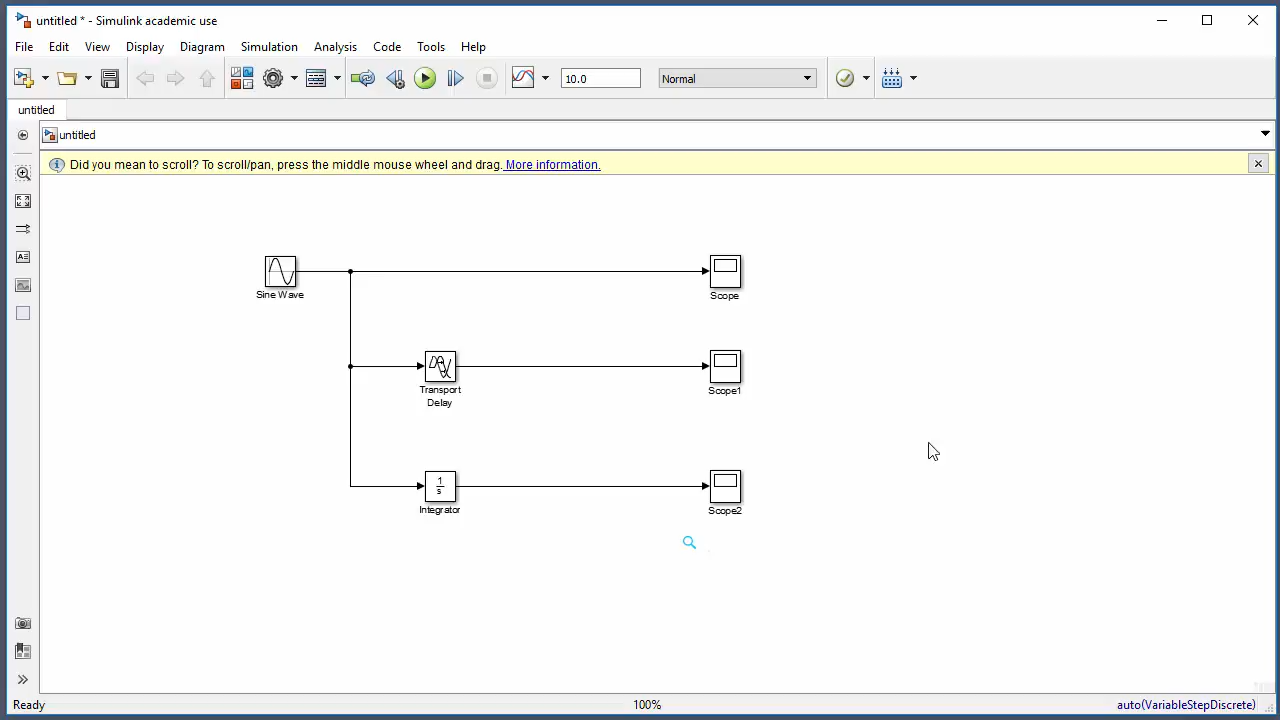 untitled * - Simulink academic use
File Edit View Display Diagram Simulation Analysis Code Tools Help
10.0 Normal
untitled
untitled
Did you mean to scroll? To scroll/pan, press the middle mouse wheel and drag. More information.
Sine Wave
Scope
Transport
Delay
Scope1
1
s
Integrator
Scope2
Ready 100% auto(VariableStepDiscrete)